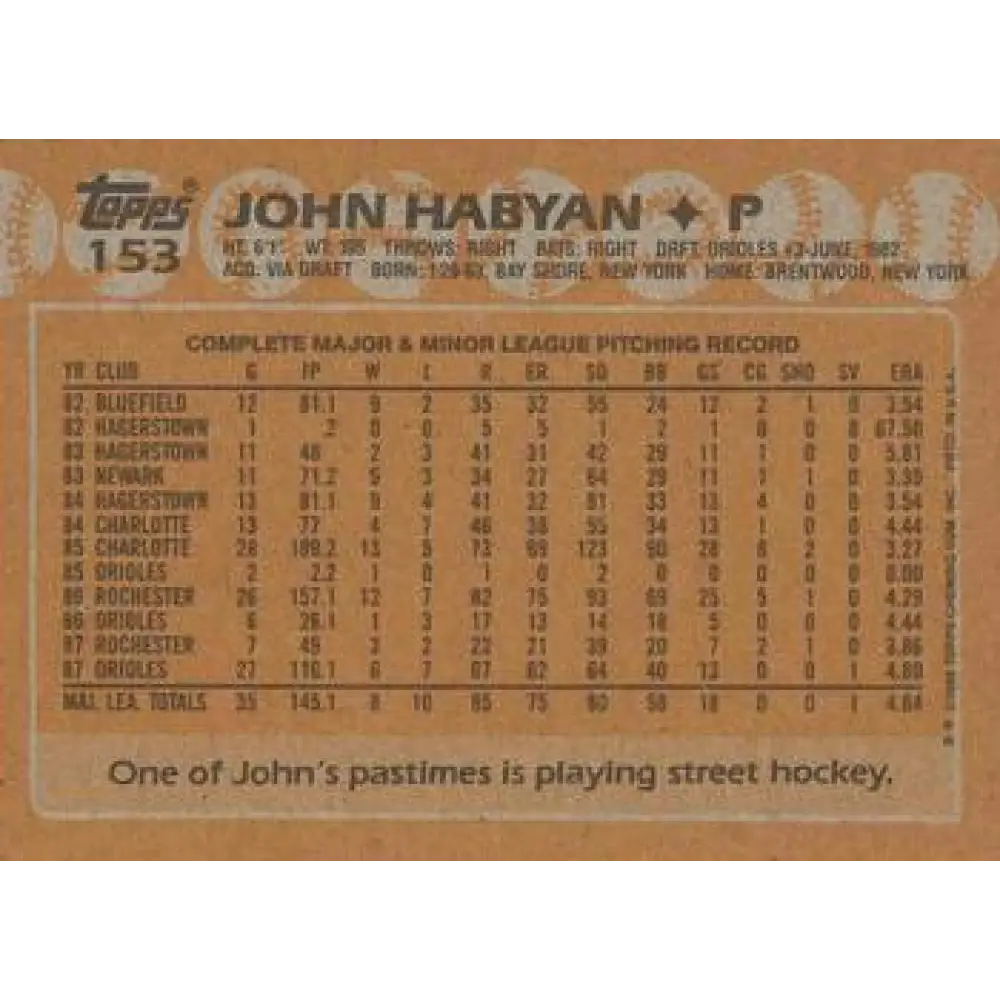 Topps®
153
JOHN HABYAN ✦ P
HT: 6'1" WT: 195 THROWS: RIGHT BATS: RIGHT DRFT: ORIOLES #3-JUNE, 1982
ACQ: VIA DRAFT BORN: BAY SHORE, NEW YORK HOME: BRENTWOOD, NEW YORK
COMPLETE MAJOR & MINOR LEAGUE PITCHING RECORD
YR CLUB G IP W L R ER SO BB GS CG SHO SV ERA
82 BLUEFIELD 12 81.1 9 2 35 32 55 24 12 2 1 0 3.54
82 HAGERSTOWN 1 .2 0 0 5 5 1 2 1 0 0 0 67.50
83 HAGERSTOWN 11 48 2 3 41 31 42 29 11 1 0 0 5.81
83 NEWARK 11 71.2 5 3 34 27 64 29 11 1 1 0 3.39
84 HAGERSTOWN 13 81.1 9 4 41 32 81 33 13 4 0 0 3.54
84 CHARLOTTE 13 77 4 7 46 38 55 34 13 1 0 0 4.44
85 CHARLOTTE 28 189.2 13 5 73 69 123 90 28 6 2 0 3.27
85 ORIOLES 2 2.2 1 0 1 0 2 0 0 0 0 0 0.00
86 ROCHESTER 26 157.1 12 7 82 75 93 69 25 5 1 0 4.29
86 ORIOLES 6 26.1 1 3 17 13 14 18 5 0 0 0 4.44
87 ROCHESTER 7 49 3 2 22 21 39 20 7 2 1 0 3.86
87 ORIOLES 27 116.1 6 7 67 62 64 40 13 0 0 1 4.80
MAJ. LEA. TOTALS 35 145.1 8 10 85 75 80 58 18 0 0 1 4.64
One of John's pastimes is playing street hockey.